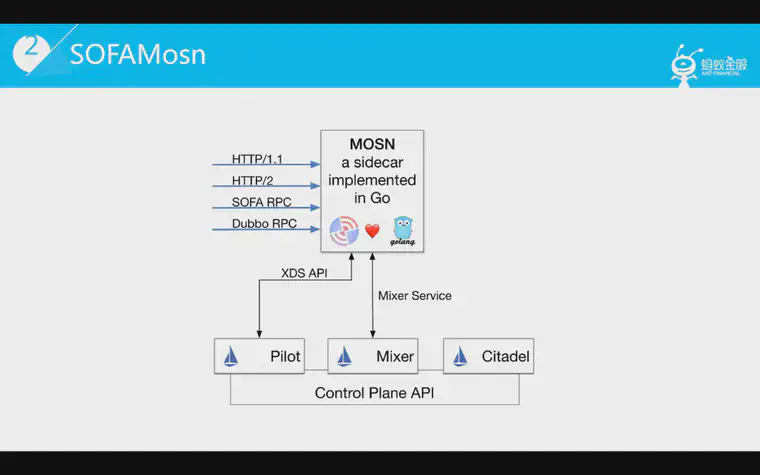 2
SOFAMosn
蚂蚁金服
ANT FINANCIAL
MOSN
a sidecar
implemented
in Go
golang
HTTP/1.1
HTTP/2
SOFA RPC
Dubbo RPC
XDS API
Mixer Service
Pilot
Mixer
Citadel
Control Plane API